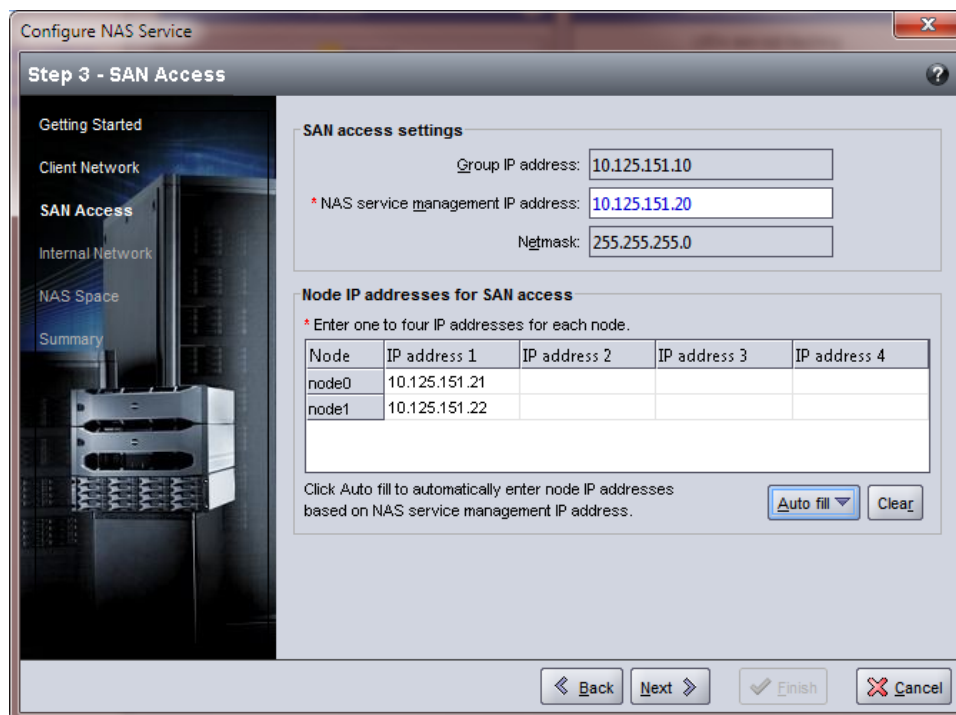 Configure NAS Service
x
Step 3 - SAN Access
?
Getting Started
Client Network
SAN Access
Internal Network
NAS Space
Summary
SAN access settings
Group IP address: 10.125.151.10
* NAS service management IP address: 10.125.151.20
Netmask: 255.255.255.0
Node IP addresses for SAN access
* Enter one to four IP addresses for each node.
Node IP address 1 IP address 2 IP address 3 IP address 4
node0 10.125.151.21
node1 10.125.151.22
Click Auto fill to automatically enter node IP addresses
based on NAS service management IP address.
Auto fill Clear
Back Next Finish Cancel